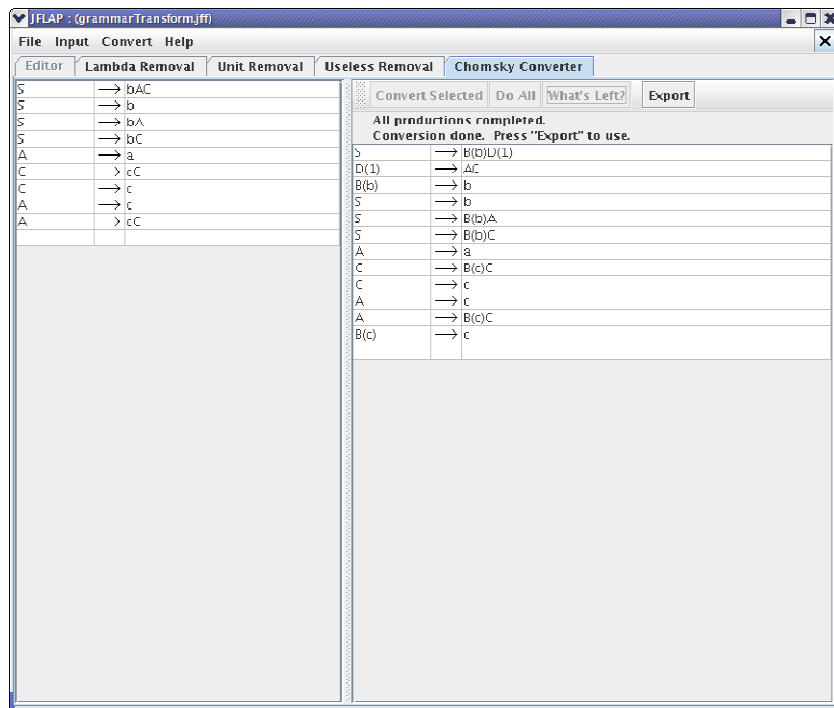 JFLAP : (grammarTransform.jff)
File Input Convert Help
Editor Lambda Removal Unit Removal Useless Removal Chomsky Converter
S → bAC
S → b
S → bA
S → bC
A → a
C → cC
C → c
A → c
A → cC
Convert Selected Do All What's Left? Export
All productions completed.
Conversion done. Press "Export" to use.
S → B(b)D(1)
D(1) → AC
B(b) → b
S → b
S → B(b)A
S → B(b)C
A → a
C → B(c)C
C → c
A → c
A → B(c)C
B(c) → c